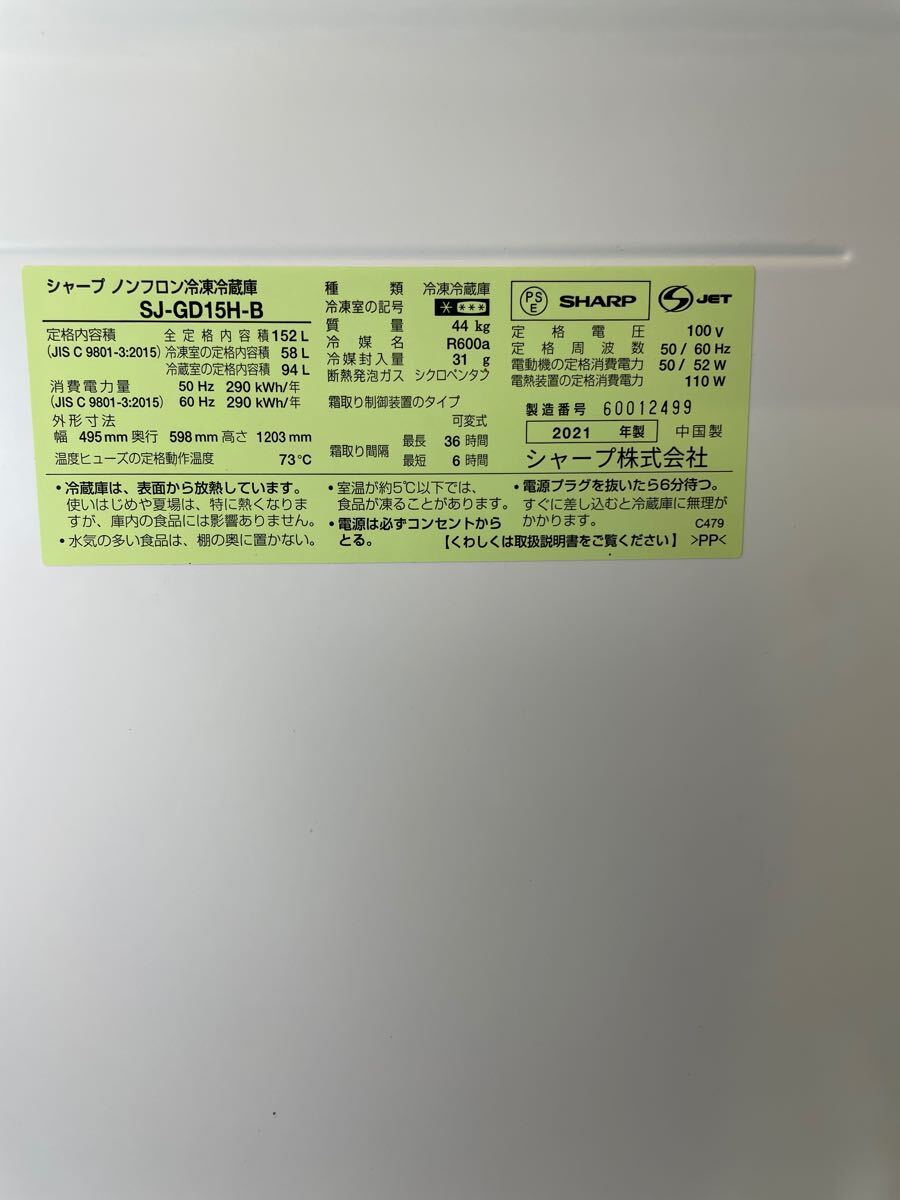 シャープ ノンフロン冷凍冷蔵庫
SJ-GD15H-B
定格内容積 全定格内容積 152 L
(JIS C 9801-3:2015) 冷凍室の定格内容積 58 L
冷蔵室の定格内容積 94 L
消費電力量 50 Hz 290 kWh/年
(JIS C 9801-3:2015) 60 Hz 290 kWh/年
外形寸法
幅 495 mm 奥行 598 mm 高さ 1203 mm
温度ヒューズの定格動作温度 73℃
種類 冷凍冷蔵庫
冷凍室の記号 ****
質量 44 kg
冷媒名 R600a
冷媒封入量 31 g
断熱発泡ガス シクロペンタン
霜取り制御装置のタイプ
可変式
霜取り間隔 最長 36 時間
最短 6 時間
PSE SHARP JET
定格電圧 100 V
定格周波数 50 / 60 Hz
電動機の定格消費電力 50 / 52 W
電熱装置の定格消費電力 110 W
製造番号 60012499
2021 年製 中国製
シャープ株式会社
・冷蔵庫は、表面から放熱しています。
使いはじめや夏場は、特に熱くなりま
すが、庫内の食品には影響ありません。
・水気の多い食品は、棚の奥に置かない。
・室温が約5℃以下では、
食品が凍ることがあります。
・電源は必ずコンセントから
とる。
・電源プラグを抜いたら6分待つ。
すぐに差し込むと冷蔵庫に無理が
かかります。 C479
【くわしくは取扱説明書をご覧ください】 >PP<